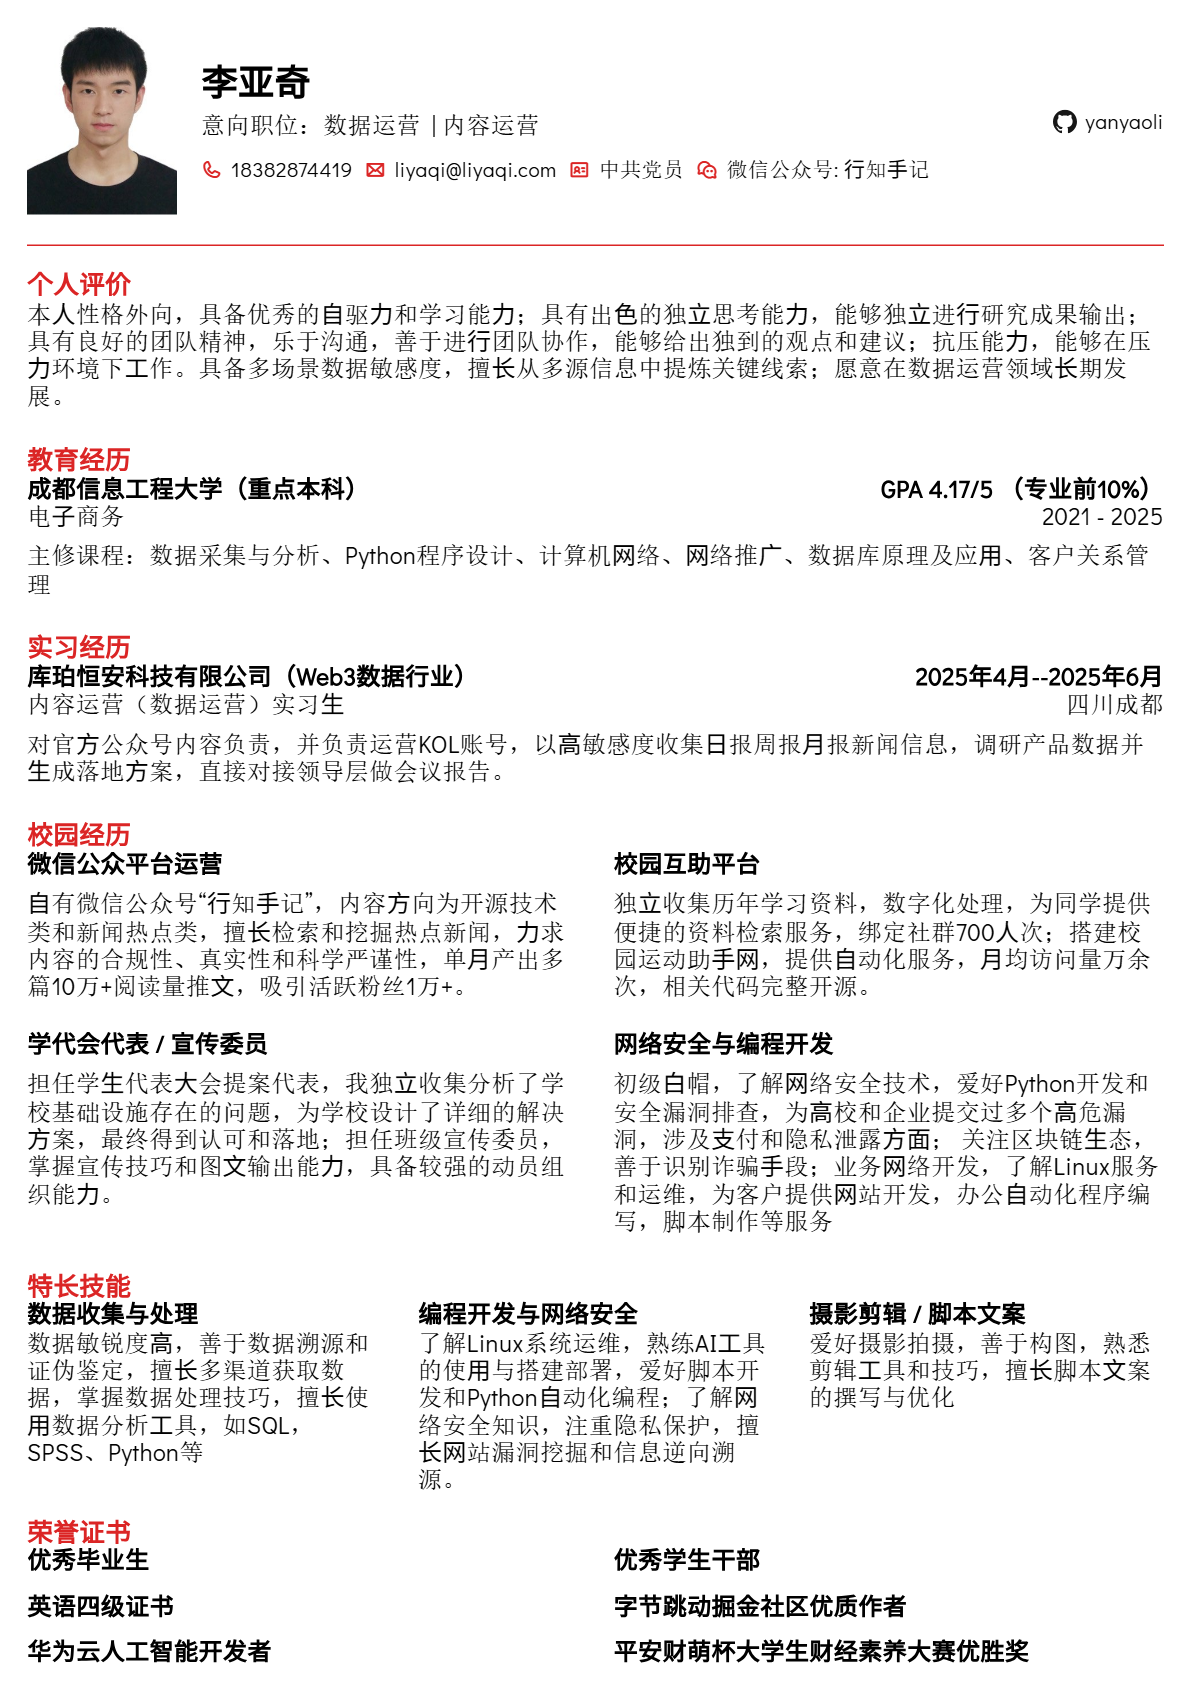 李亚奇
意向职位：数据运营 | 内容运营
yanyaoli
18382874419 liyaqi@liyaqi.com 中共党员 微信公众号: 行知手记
个人评价
本人性格外向，具备优秀的自驱力和学习能力；具有出色的独立思考能力，能够独立进行研究成果输出；
具有良好的团队精神，乐于沟通，善于进行团队协作，能够给出独到的观点和建议；抗压能力，能够在压
力环境下工作。具备多场景数据敏感度，擅长从多源信息中提炼关键线索；愿意在数据运营领域长期发
展。
教育经历
成都信息工程大学（重点本科） GPA 4.17/5 （专业前10%）
电子商务 2021 - 2025
主修课程：数据采集与分析、Python程序设计、计算机网络、网络推广、数据库原理及应用、客户关系管
理
实习经历
库珀恒安科技有限公司（Web3数据行业） 2025年4月--2025年6月
内容运营（数据运营）实习生 四川成都
对官方公众号内容负责，并负责运营KOL账号，以高敏感度收集日报周报月报新闻信息，调研产品数据并
生成落地方案，直接对接领导层做会议报告。
校园经历
微信公众平台运营
自有微信公众号“行知手记”，内容方向为开源技术
类和新闻热点类，擅长检索和挖掘热点新闻，力求
内容的合规性、真实性和科学严谨性，单月产出多
篇10万+阅读量推文，吸引活跃粉丝1万+。
校园互助平台
独立收集历年学习资料，数字化处理，为同学提供
便捷的资料检索服务，绑定社群700人次；搭建校
园运动助手网，提供自动化服务，月均访问量万余
次，相关代码完整开源。
学代会代表 / 宣传委员
担任学生代表大会提案代表，我独立收集分析了学
校基础设施存在的问题，为学校设计了详细的解决
方案，最终得到认可和落地；担任班级宣传委员，
掌握宣传技巧和图文输出能力，具备较强的动员组
织能力。
网络安全与编程开发
初级白帽，了解网络安全技术，爱好Python开发和
安全漏洞排查，为高校和企业提交过多个高危漏
洞，涉及支付和隐私泄露方面； 关注区块链生态，
善于识别诈骗手段；业务网络开发，了解Linux服务
和运维，为客户提供网站开发，办公自动化程序编
写，脚本制作等服务
特长技能
数据收集与处理
数据敏锐度高，善于数据溯源和
证伪鉴定，擅长多渠道获取数
据，掌握数据处理技巧，擅长使
用数据分析工具，如SQL，
SPSS、Python等
编程开发与网络安全
了解Linux系统运维，熟练AI工具
的使用与搭建部署，爱好脚本开
发和Python自动化编程；了解网
络安全知识，注重隐私保护，擅
长网站漏洞挖掘和信息逆向溯
源。
摄影剪辑 / 脚本文案
爱好摄影拍摄，善于构图，熟悉
剪辑工具和技巧，擅长脚本文案
的撰写与优化
荣誉证书
优秀毕业生 优秀学生干部
英语四级证书 字节跳动掘金社区优质作者
华为云人工智能开发者 平安财萌杯大学生财经素养大赛优胜奖